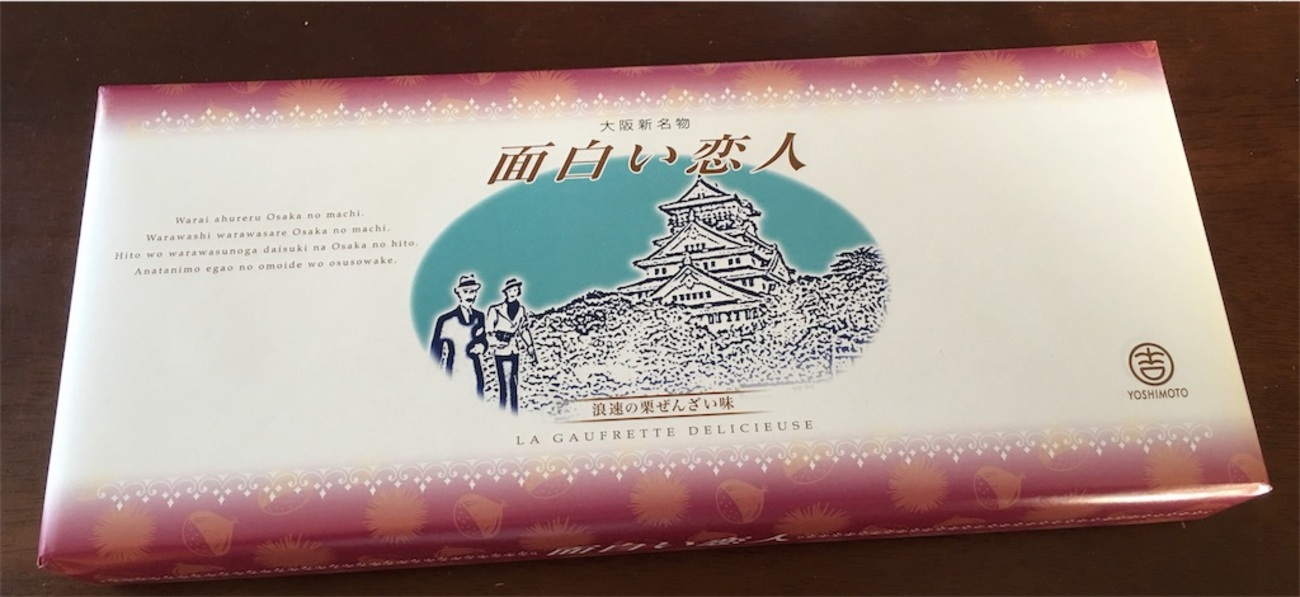 大阪新名物
面白い恋人
Warai ahureru Osaka no machi.
Warawashi warawasare Osaka no machi.
Hito wo warawasunoga daisuki na Osaka no hito.
Anatanimo egao no omoide wo osusowake.
浪速の栗ぜんざい味
LA GAUFRETTE DELICIEUSE
吉
YOSHIMOTO
面白い恋人